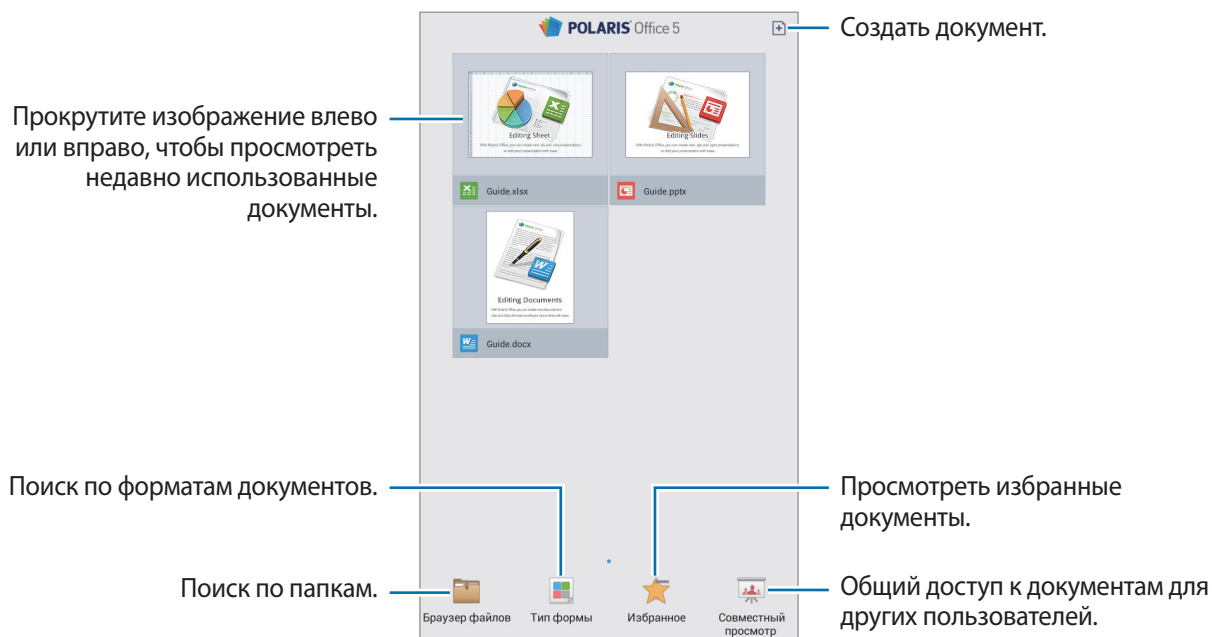 POLARIS Office 5
Создать документ.
Прокрутите изображение влево
или вправо, чтобы просмотреть
недавно использованные
документы.
Editing Sheet
Editing Slides
Guide.xlsx
Guide.pptx
Editing Documents
Guide.docx
Поиск по форматам документов.
Просмотреть избранные
документы.
Поиск по папкам.
Общий доступ к документам для
других пользователей.
Браузер файлов
Тип формы
Избранное
Совместный
просмотр